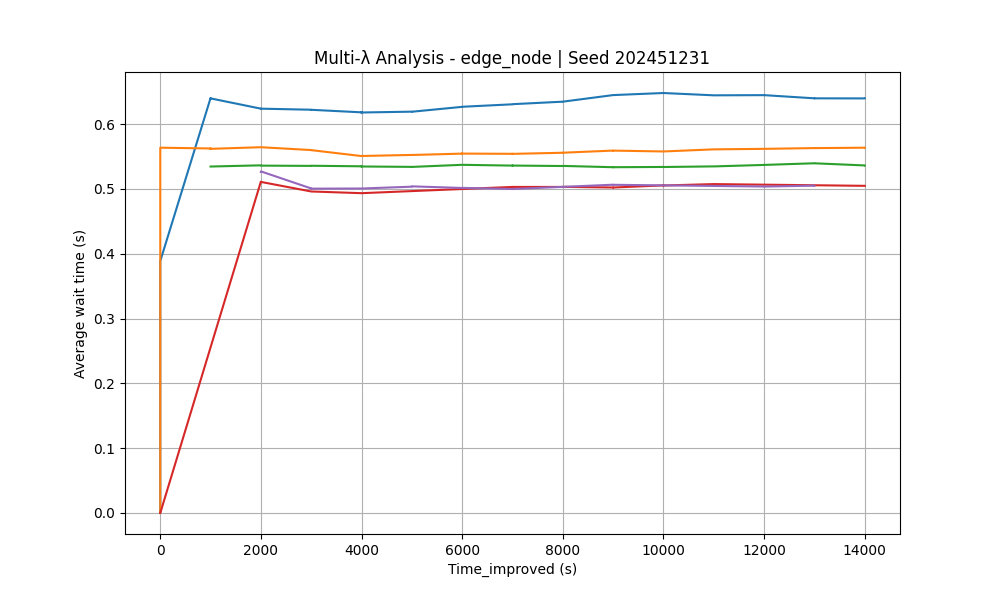 Multi-λ Analysis - edge_node | Seed 202451231
Average wait time (s)
0.6
0.5
0.4
0.3
0.2
0.1
0.0
0 2000 4000 6000 8000 10000 12000 14000
Time_improved (s)